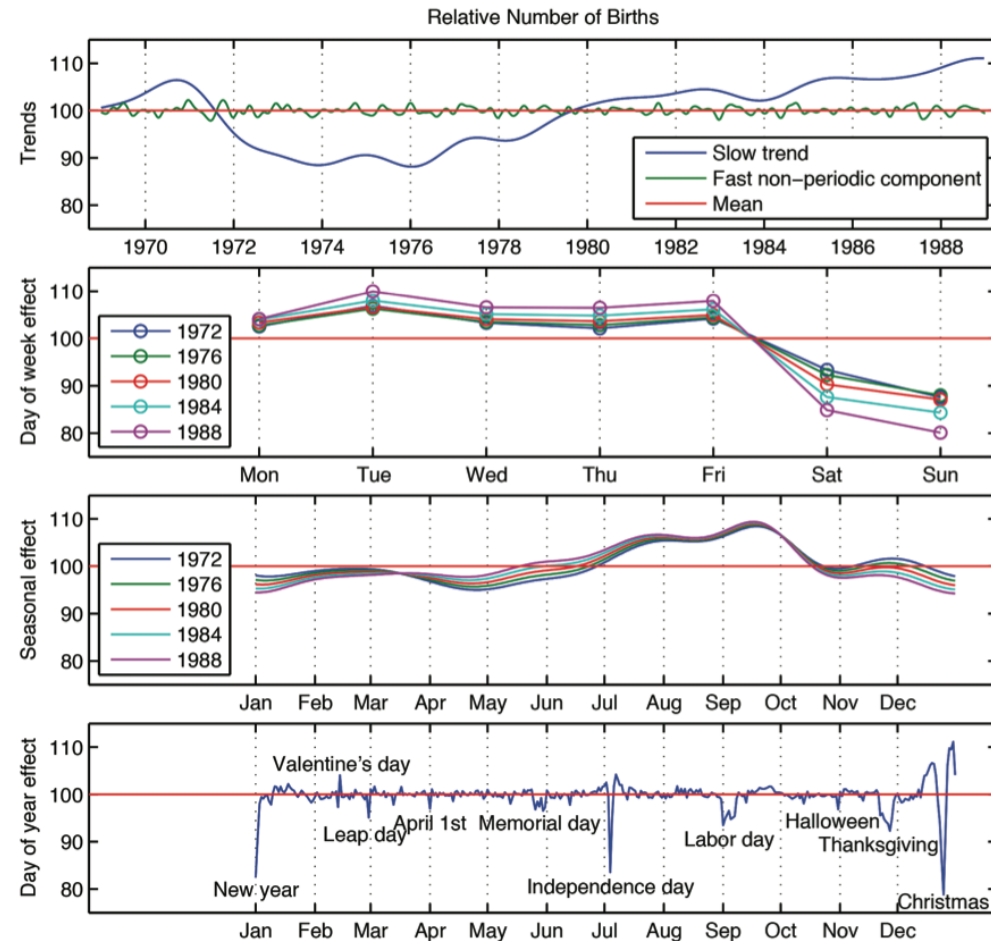 Relative Number of Births
Trends
110
100
90
80
Slow trend
Fast non-periodic component
Mean
1970 1972 1974 1976 1978 1980 1982 1984 1986 1988
Day of week effect
110
100
90
80
1972
1976
1980
1984
1988
Mon Tue Wed Thu Fri Sat Sun
Seasonal effect
110
100
90
80
1972
1976
1980
1984
1988
Jan Feb Mar Apr May Jun Jul Aug Sep Oct Nov Dec
Day of year effect
110
100
90
80
Valentine's day
Leap day
April 1st
Memorial day
Labor day
Halloween
Thanksgiving
New year
Independence day
Christmas
Jan Feb Mar Apr May Jun Jul Aug Sep Oct Nov Dec